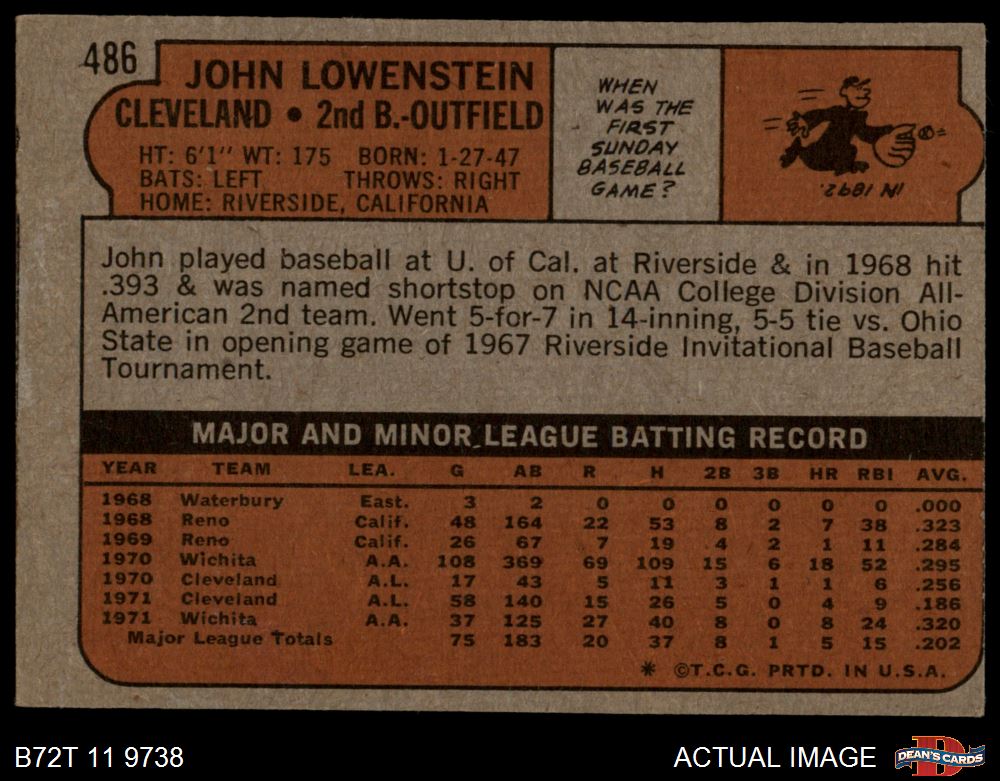 486
JOHN LOWENSTEIN
CLEVELAND • 2nd B.-OUTFIELD
HT: 6'1" WT: 175 BORN: 1-27-47
BATS: LEFT THROWS: RIGHT
HOME: RIVERSIDE, CALIFORNIA
WHEN
WAS THE
FIRST
SUNDAY
BASEBALL
GAME?
IN 1892.
John played baseball at U. of Cal. at Riverside & in 1968 hit
.393 & was named shortstop on NCAA College Division All-
American 2nd team. Went 5-for-7 in 14-inning, 5-5 tie vs. Ohio
State in opening game of 1967 Riverside Invitational Baseball
Tournament.
MAJOR AND MINOR LEAGUE BATTING RECORD
YEAR TEAM LEA. G AB R H 2B 3B HR RBI AVG.
1968 Waterbury East. 3 2 0 0 0 0 0 0 .000
1968 Reno Calif. 48 164 22 53 8 2 7 38 .323
1969 Reno Calif. 26 67 7 19 4 2 1 11 .284
1970 Wichita A.A. 108 369 69 109 15 6 18 52 .295
1970 Cleveland A.L. 17 43 5 11 3 1 1 6 .256
1971 Cleveland A.L. 58 140 15 26 5 0 4 9 .186
1971 Wichita A.A. 37 125 27 40 8 0 8 24 .320
Major League Totals 75 183 20 37 8 1 5 15 .202
* ©T.C.G. PRTD. IN U.S.A.
B72T 11 9738
ACTUAL IMAGE
D
DEAN'S CARDS